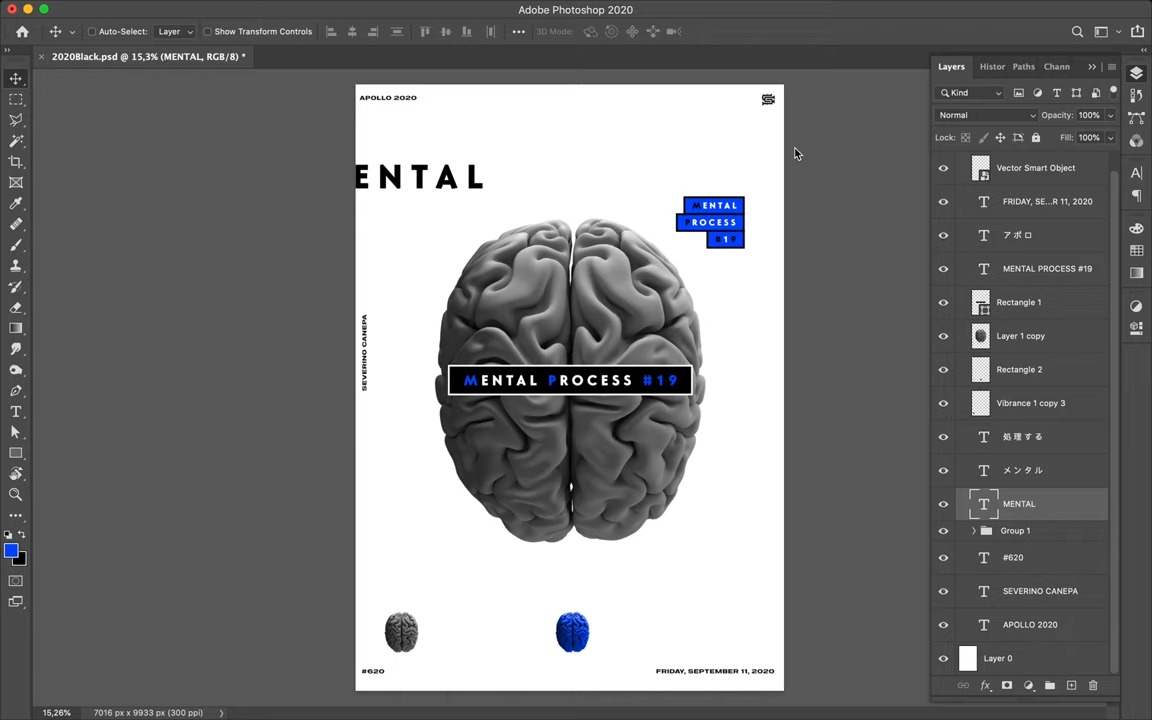 Adobe Photoshop 2020
Auto-Select:
Layer
Show Transform Controls
3D Mode:
2020Black.psd @ 15,3% (MENTAL, RGB/8) *
Layers
Histor
Paths
Chann
Kind
Normal
Opacity:
100%
Lock:
Fill:
100%
Vector Smart Object
FRIDAY, SE...R 11, 2020
アポロ
MENTAL PROCESS #19
Rectangle 1
Layer 1 copy
Rectangle 2
Vibrance 1 copy 3
処理する
メンタル
MENTAL
Group 1
#620
SEVERINO CANEPA
APOLLO 2020
Layer 0
APOLLO 2020
ENTAL
MENTAL
PROCESS
#19
SEVERINO CANEPA
MENTAL PROCESS #19
#620
FRIDAY, SEPTEMBER 11, 2020
15,26%
7016 px x 9933 px (300 ppi)